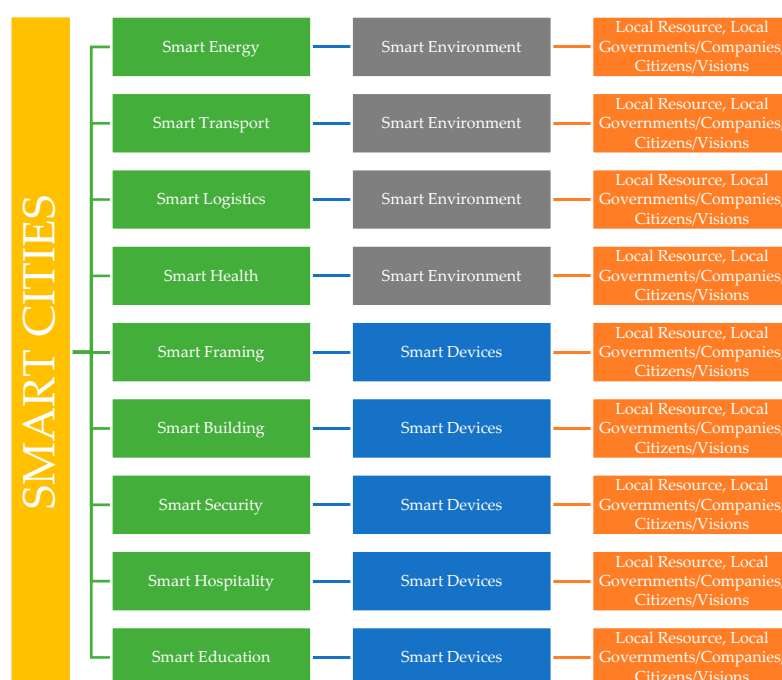 SMART CITIES
Smart Energy
Smart Environment
Local Resource, Local
Governments/Companies,
Citizens/Visions
Smart Transport
Smart Environment
Local Resource, Local
Governments/Companies,
Citizens/Visions
Smart Logistics
Smart Environment
Local Resource, Local
Governments/Companies,
Citizens/Visions
Smart Health
Smart Environment
Local Resource, Local
Governments/Companies,
Citizens/Visions
Smart Framing
Smart Devices
Local Resource, Local
Governments/Companies,
Citizens/Visions
Smart Building
Smart Devices
Local Resource, Local
Governments/Companies,
Citizens/Visions
Smart Security
Smart Devices
Local Resource, Local
Governments/Companies,
Citizens/Visions
Smart Hospitality
Smart Devices
Local Resource, Local
Governments/Companies,
Citizens/Visions
Smart Education
Smart Devices
Local Resource, Local
Governments/Companies,
Citizens/Visions